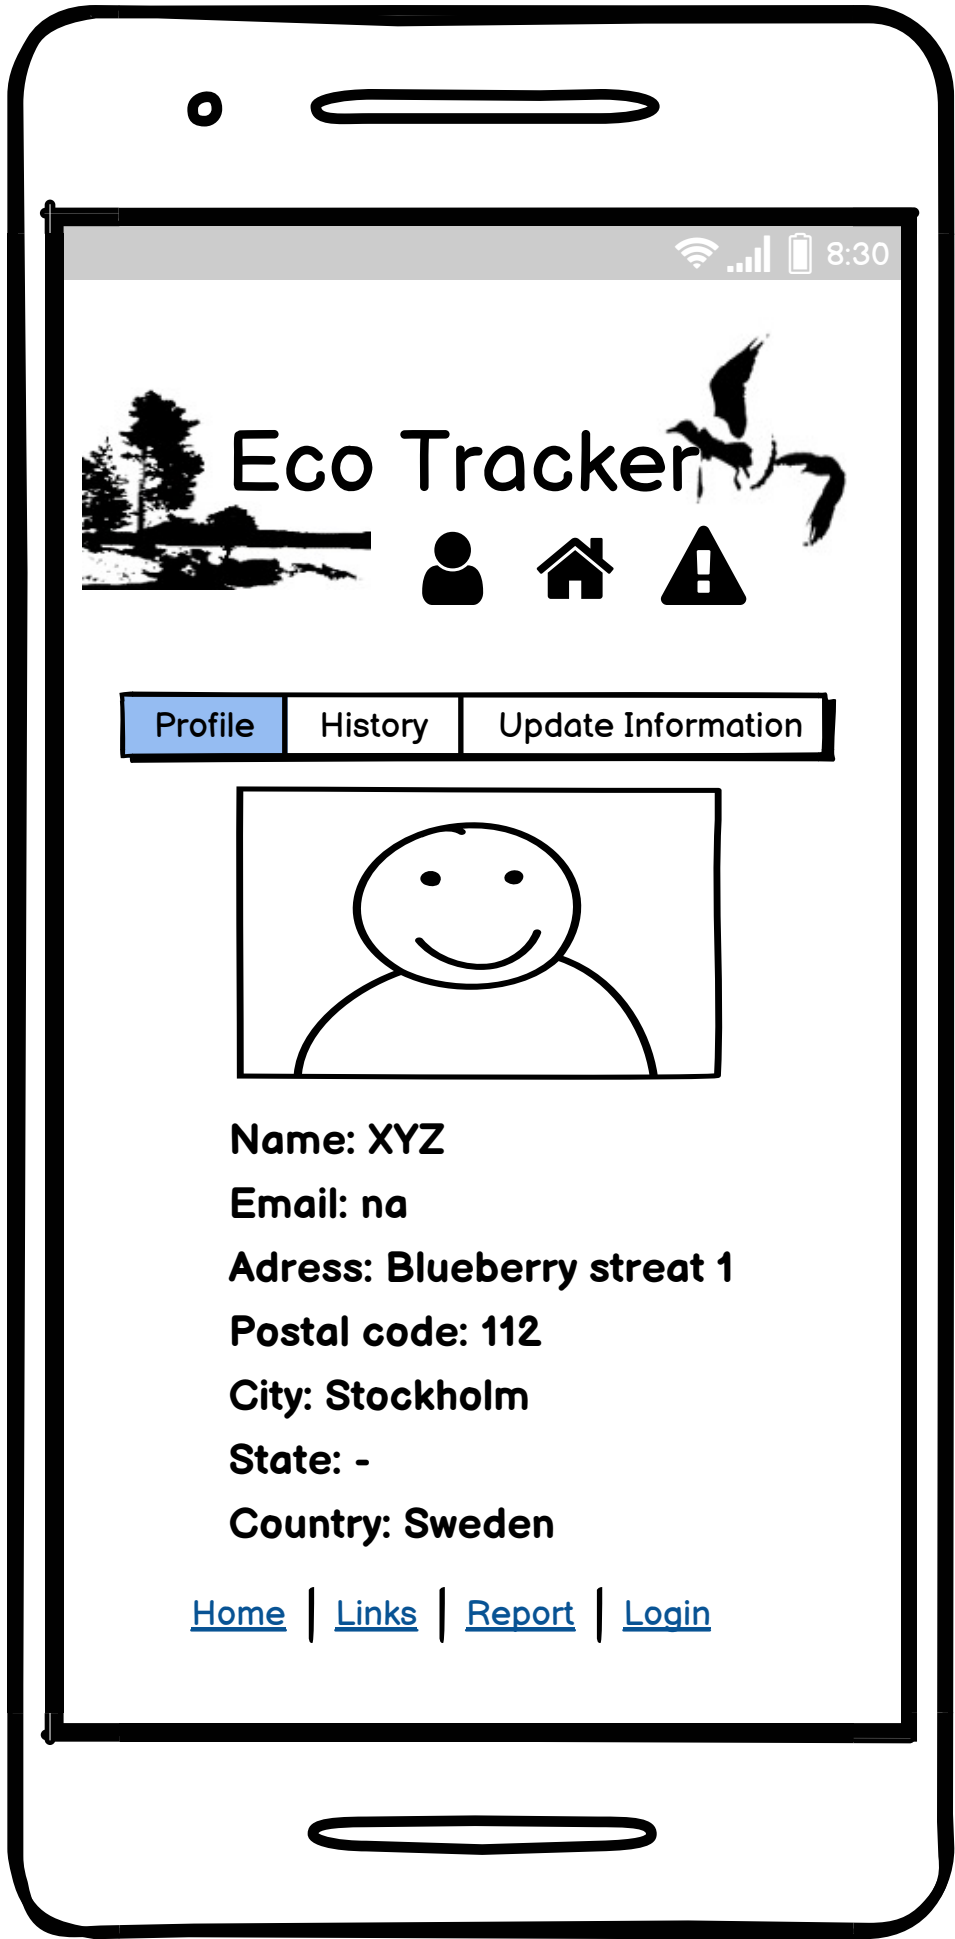 8:30
Eco Tracker
Profile History Update Information
Name: XYZ
Email: na
Adress: Blueberry streat 1
Postal code: 112
City: Stockholm
State: -
Country: Sweden
Home | Links | Report | Login